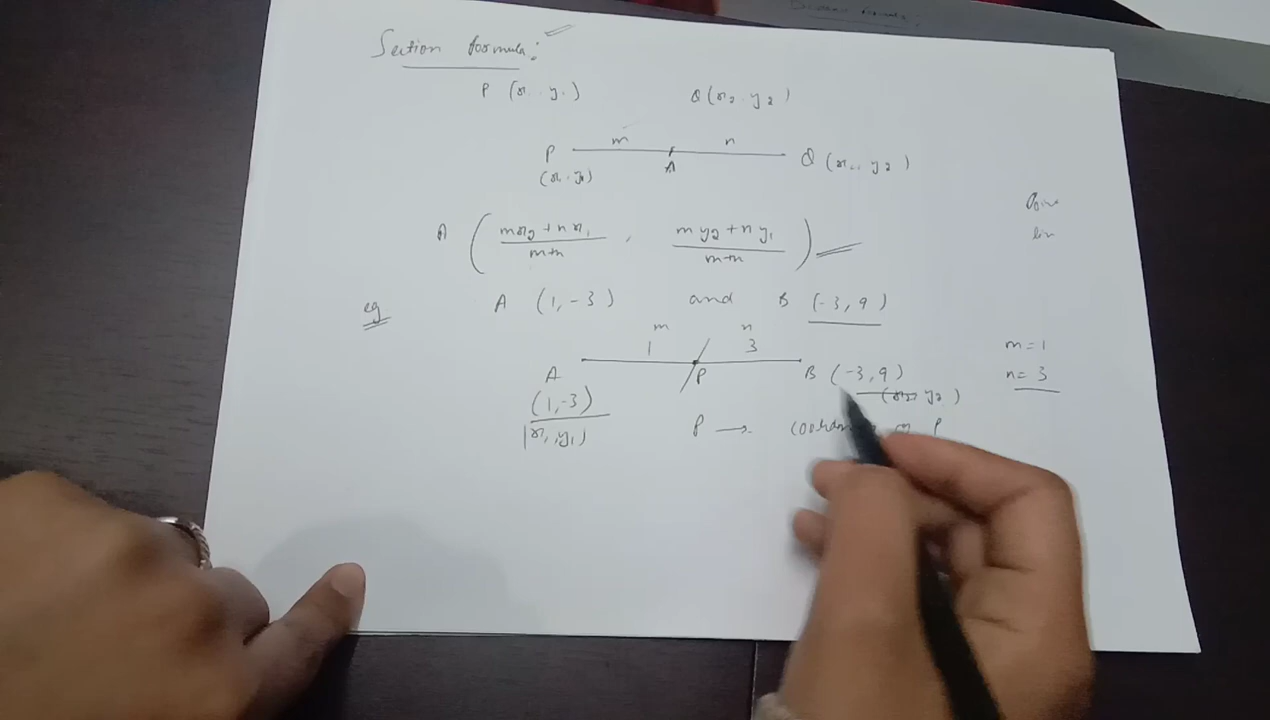 Section formula:
P (x1, y1) Q (x2, y2)
m n
P A Q (x2, y2)
(x1, y1)
A ( mx2 + nx1 / m+n , my2 + ny1 / m+n )
eg A (1, -3) and B (-3, 9)
m n
1 3 m = 1
A P B (-3, 9) n = 3
(1, -3) (x2, y2)
(x1, y1) P → P